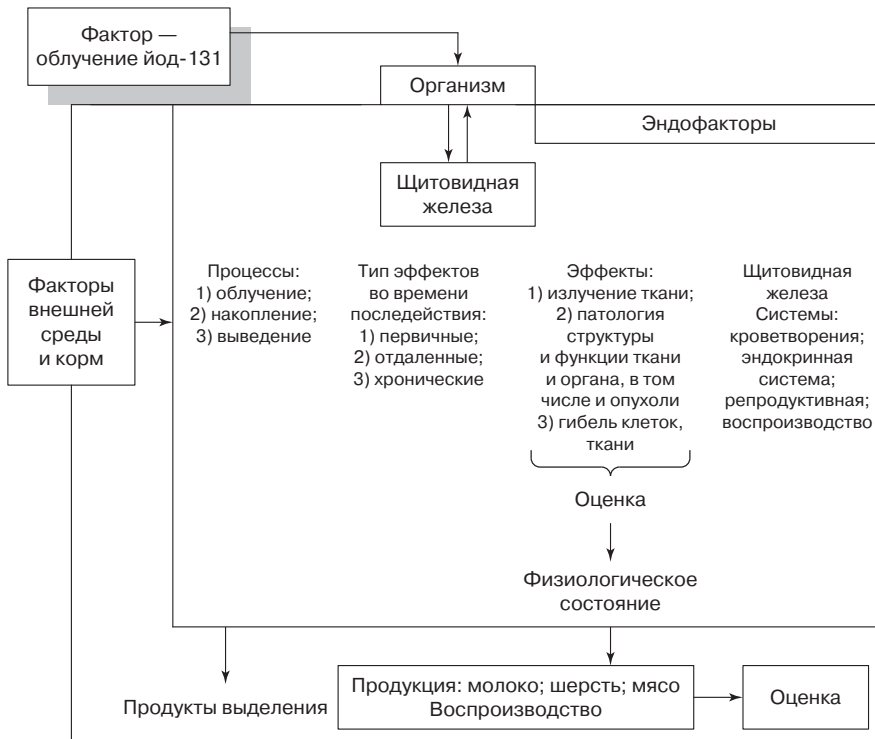 Фактор —
облучение йод-131
Организм
Эндофакторы
Щитовидная
железа
Факторы
внешней
среды
и корм
Процессы:
1) облучение;
2) накопление;
3) выведение
Тип эффектов
во времени
последействия:
1) первичные;
2) отдаленные;
3) хронические
Эффекты:
1) излучение ткани;
2) патология
структуры
и функции ткани
и органа, в том
числе и опухоли
3) гибель клеток,
ткани
Щитовидная
железа
Системы:
кроветворения;
эндокринная
система;
репродуктивная;
воспроизводство
Оценка
Физиологическое
состояние
Продукты выделения
Продукция: молоко; шерсть; мясо
Воспроизводство
Оценка